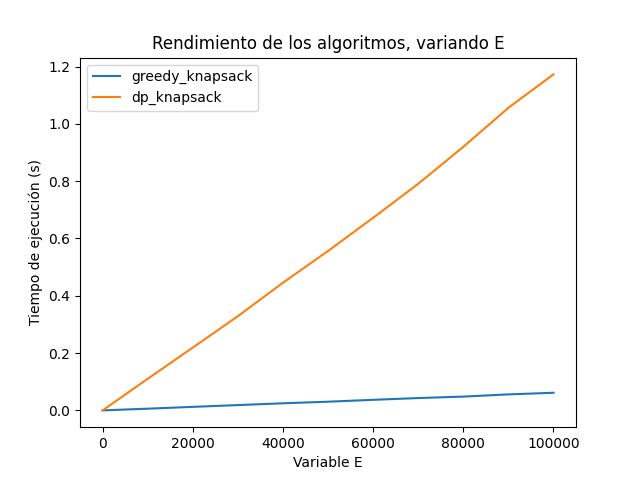 Rendimiento de los algoritmos, variando E
greedy_knapsack
dp_knapsack
Tiempo de ejecución (s)
1.2
1.0
0.8
0.6
0.4
0.2
0.0
0 20000 40000 60000 80000 100000
Variable E